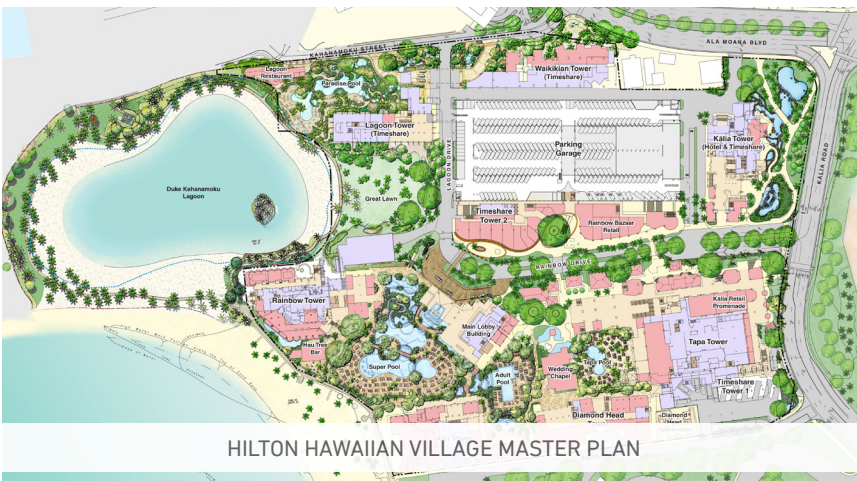 KAHANAMOKU STREET
ALA MOANA BLVD
Lagoon
Restaurant
Paradise Pool
Waikikian Tower
(Timeshare)
Lagoon Tower
(Timeshare)
LAGOON DRIVE
Parking
Garage
Kālia Tower
(Hotel & Timeshare)
KĀLIA ROAD
Duke Kahanamoku
Lagoon
Great Lawn
Timeshare
Tower 2
Rainbow Bazaar
Retail
RAINBOW DRIVE
Rainbow Tower
Main Lobby
Building
Kālia Retail
Promenade
Hau Tree
Bar
Super Pool
Adult
Pool
Wedding
Chapel
Tapa Pool
Tapa Tower
Timeshare
Tower 1
Diamond Head
Diamond
Head
HILTON HAWAIIAN VILLAGE MASTER PLAN